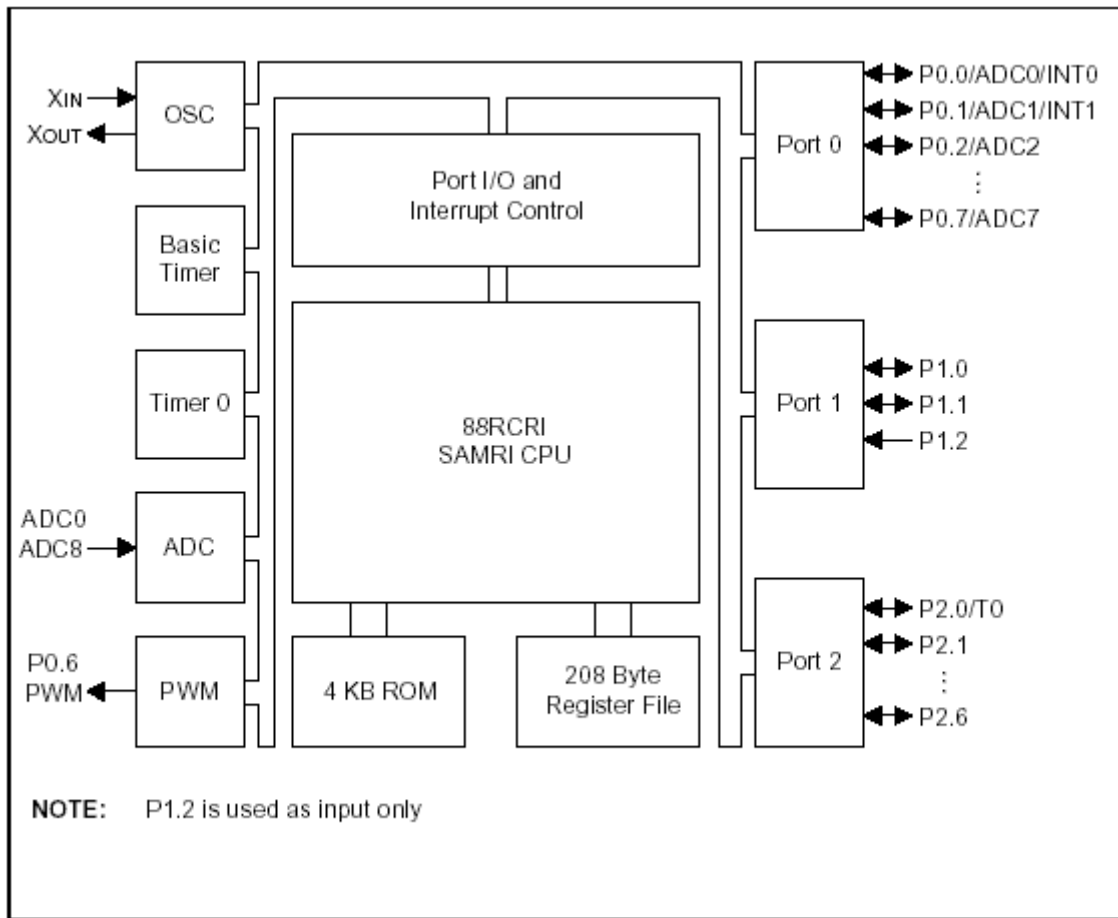 XIN
XOUT
OSC
Port I/O and
Interrupt Control
Port 0
P0.0/ADC0/INT0
P0.1/ADC1/INT1
P0.2/ADC2
⋮
P0.7/ADC7
Basic
Timer
Timer 0
88RCRI
SAMRI CPU
Port 1
P1.0
P1.1
P1.2
ADC0
ADC8
ADC
P0.6
PWM
PWM
4 KB ROM
208 Byte
Register File
Port 2
P2.0/T0
P2.1
⋮
P2.6
NOTE: P1.2 is used as input only